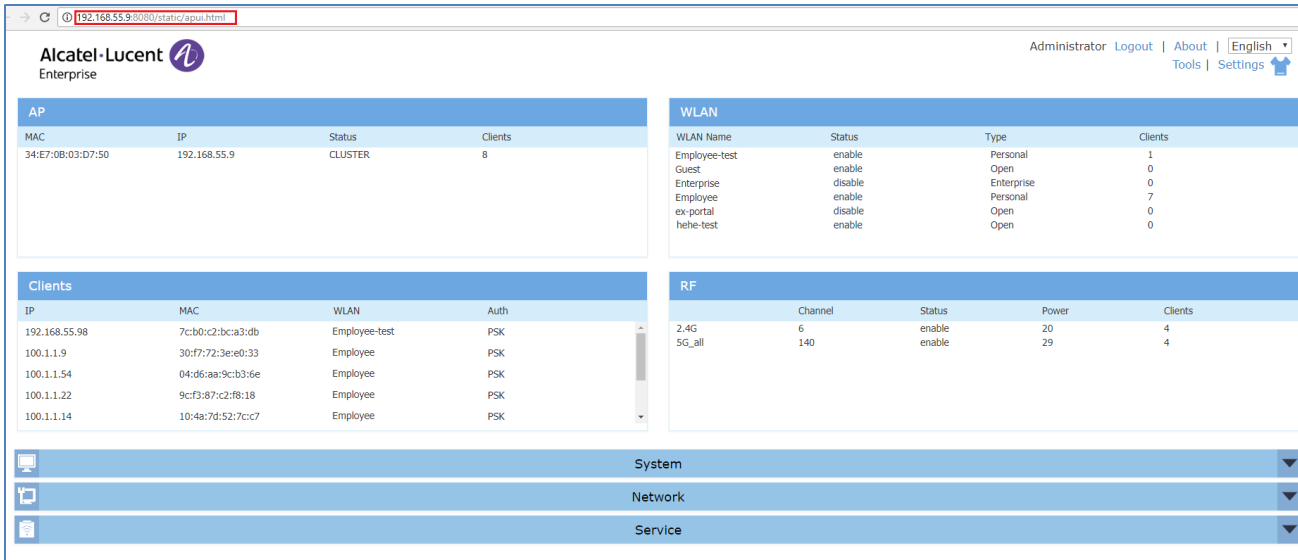 192.168.55.9:8080/static/apui.html
Alcatel·Lucent
Enterprise
Administrator Logout | About | English
Tools | Settings
AP
MAC IP Status Clients
34:E7:0B:03:D7:50 192.168.55.9 CLUSTER 8
WLAN
WLAN Name Status Type Clients
Employee-test enable Personal 1
Guest enable Open 0
Enterprise disable Enterprise 0
Employee enable Personal 7
ex-portal disable Open 0
hehe-test enable Open 0
Clients
IP MAC WLAN Auth
192.168.55.98 7c:b0:c2:bc:a3:db Employee-test PSK
100.1.1.9 30:f7:72:3e:e0:33 Employee PSK
100.1.1.54 04:d6:aa:9c:b3:6e Employee PSK
100.1.1.22 9c:f3:87:c2:f8:18 Employee PSK
100.1.1.14 10:4a:7d:52:7c:c7 Employee PSK
RF
Channel Status Power Clients
2.4G 6 enable 20 4
5G_all 140 enable 29 4
System
Network
Service